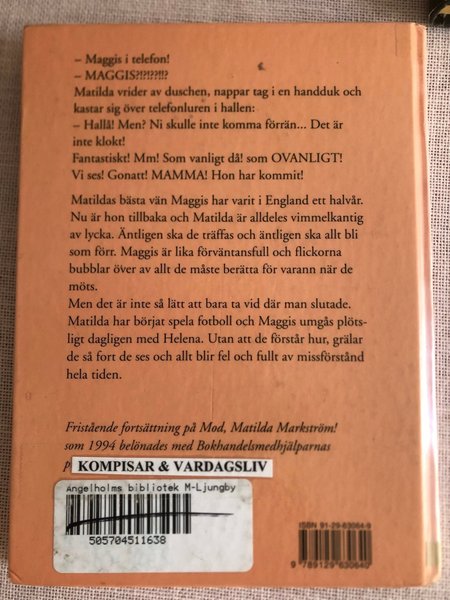 – Maggis i telefon!
– MAGGIS?!?!??!!?
Matilda vrider av duschen, nappar tag i en handduk och
kastar sig över telefonluren i hallen:
– Hallå! Men? Ni skulle inte komma förrän... Det är
inte klokt!
Fantastiskt! Mm! Som vanligt då! som OVANLIGT!
Vi ses! Gonatt! MAMMA! Hon har kommit!
Matildas bästa vän Maggis har varit i England ett halvår.
Nu är hon tillbaka och Matilda är alldeles vimmelkantig
av lycka. Äntligen ska de träffas och äntligen ska allt bli
som förr. Maggis är lika förväntansfull och flickorna
bubblar över av allt de måste berätta för varann när de
möts.
Men det är inte så lätt att bara ta vid där man slutade.
Matilda har börjat spela fotboll och Maggis umgås plöts-
ligt dagligen med Helena. Utan att de förstår hur, grälar
de så fort de ses och allt blir fel och fullt av missförstånd
hela tiden.
Fristående fortsättning på Mod, Matilda Markström!
som 1994 belönades med Bokhandelsmedhjälparnas
p
KOMPISAR & VARDAGSLIV
Ängelholms bibliotek M-Ljungby
505704511638
ISBN 91-29-63064-9
9789129630640